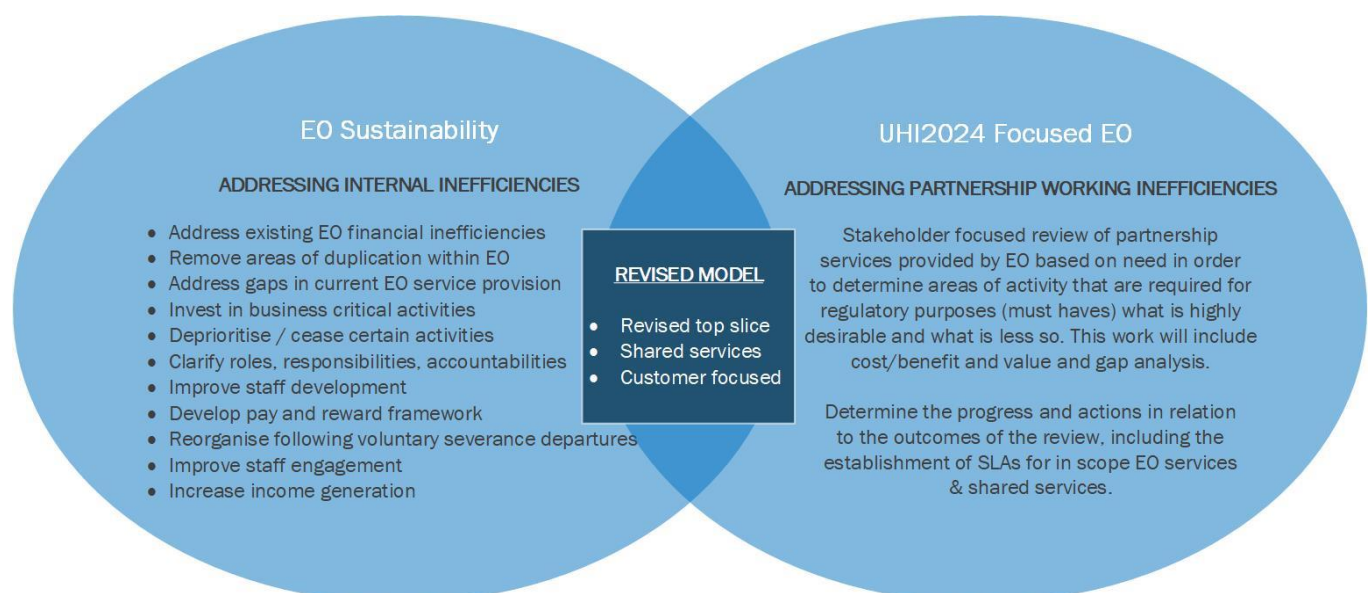 EO Sustainability
ADDRESSING INTERNAL INEFFICIENCIES
• Address existing EO financial inefficiencies
• Remove areas of duplication within EO
• Address gaps in current EO service provision
• Invest in business critical activities
• Deprioritise / cease certain activities
• Clarify roles, responsibilities, accountabilities
• Improve staff development
• Develop pay and reward framework
• Reorganise following voluntary severance departures
• Improve staff engagement
• Increase income generation
REVISED MODEL
• Revised top slice
• Shared services
• Customer focused
UHI2024 Focused EO
ADDRESSING PARTNERSHIP WORKING INEFFICIENCIES
Stakeholder focused review of partnership
services provided by EO based on need in order
to determine areas of activity that are required for
regulatory purposes (must haves) what is highly
desirable and what is less so. This work will include
cost/benefit and value and gap analysis.
Determine the progress and actions in relation
to the outcomes of the review, including the
establishment of SLAs for in scope EO services
& shared services.